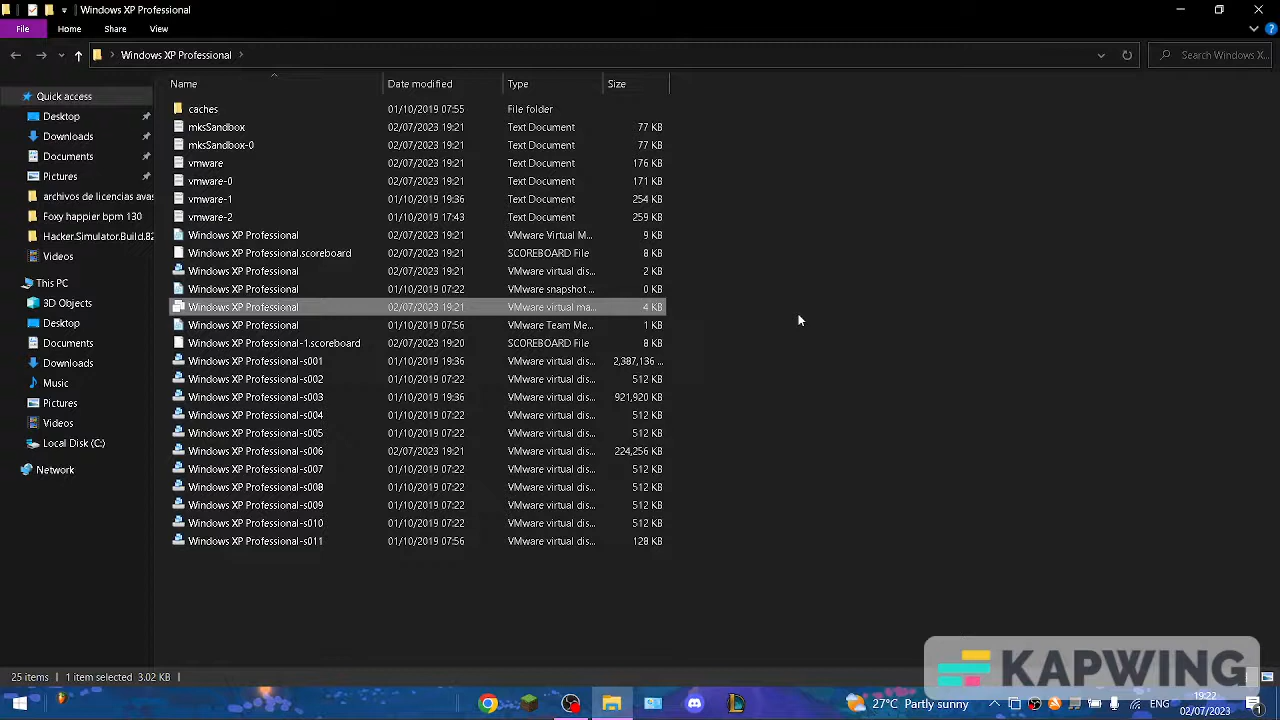 Windows XP Professional
File Home Share View
Windows XP Professional
Search Windows X...
Name Date modified Type Size
Quick access
Desktop
Downloads
Documents
Pictures
archivos de licencias avas
Foxy happier bpm 130
Hacker.Simulator.Build.82
Videos
This PC
3D Objects
Desktop
Documents
Downloads
Music
Pictures
Videos
Local Disk (C:)
Network
caches 01/10/2019 07:55 File folder
mksSandbox 02/07/2023 19:21 Text Document 77 KB
mksSandbox-0 02/07/2023 19:21 Text Document 77 KB
vmware 02/07/2023 19:21 Text Document 176 KB
vmware-0 02/07/2023 19:21 Text Document 171 KB
vmware-1 01/10/2019 19:36 Text Document 254 KB
vmware-2 01/10/2019 17:43 Text Document 259 KB
Windows XP Professional 02/07/2023 19:21 VMware Virtual M... 9 KB
Windows XP Professional.scoreboard 02/07/2023 19:21 SCOREBOARD File 8 KB
Windows XP Professional 02/07/2023 19:21 VMware virtual dis... 2 KB
Windows XP Professional 01/10/2019 07:22 VMware snapshot ... 0 KB
Windows XP Professional 02/07/2023 19:21 VMware virtual ma... 4 KB
Windows XP Professional 01/10/2019 07:56 VMware Team Me... 1 KB
Windows XP Professional-1.scoreboard 02/07/2023 19:20 SCOREBOARD File 8 KB
Windows XP Professional-s001 01/10/2019 19:36 VMware virtual dis... 2,387,136 ...
Windows XP Professional-s002 01/10/2019 07:22 VMware virtual dis... 512 KB
Windows XP Professional-s003 01/10/2019 19:36 VMware virtual dis... 921,920 KB
Windows XP Professional-s004 01/10/2019 07:22 VMware virtual dis... 512 KB
Windows XP Professional-s005 01/10/2019 07:22 VMware virtual dis... 512 KB
Windows XP Professional-s006 02/07/2023 19:21 VMware virtual dis... 224,256 KB
Windows XP Professional-s007 01/10/2019 07:22 VMware virtual dis... 512 KB
Windows XP Professional-s008 01/10/2019 07:22 VMware virtual dis... 512 KB
Windows XP Professional-s009 01/10/2019 07:22 VMware virtual dis... 512 KB
Windows XP Professional-s010 01/10/2019 07:22 VMware virtual dis... 512 KB
Windows XP Professional-s011 01/10/2019 07:56 VMware virtual dis... 128 KB
KAPWING
25 items 1 item selected 3.02 KB
27°C Partly sunny ENG 19:22
02/07/2023